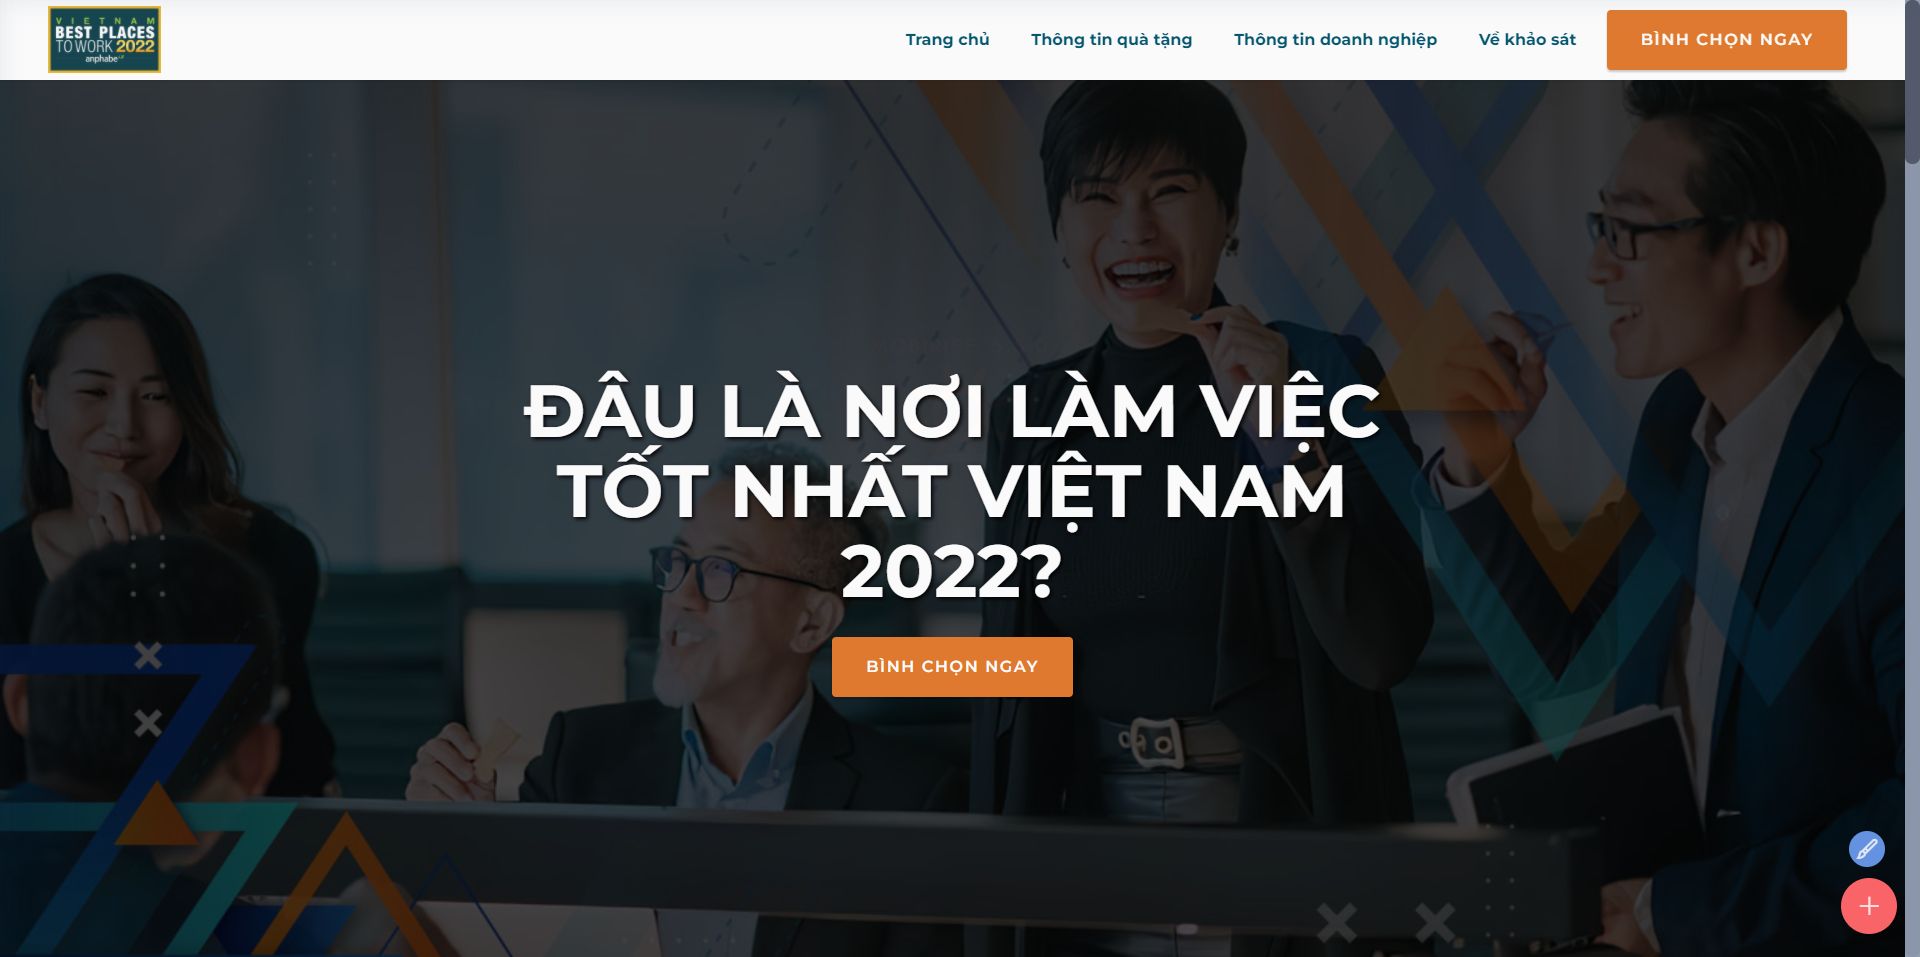 VIETNAM
BEST PLACES
TO WORK 2022
anphabe
Trang chủ
Thông tin quà tặng
Thông tin doanh nghiệp
Về khảo sát
BÌNH CHỌN NGAY
ĐÂU LÀ NƠI LÀM VIỆC
TỐT NHẤT VIỆT NAM
2022?
BÌNH CHỌN NGAY